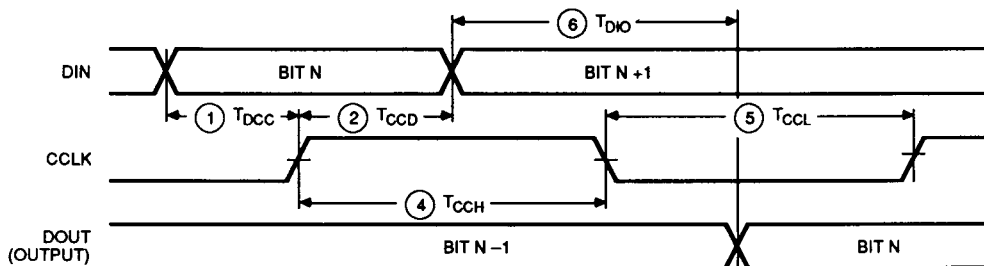 6 TDIO
DIN BIT N BIT N +1
1 TDCC 2 TCCD 5 TCCL
CCLK
4 TCCH
DOUT
(OUTPUT)
BIT N –1 BIT N